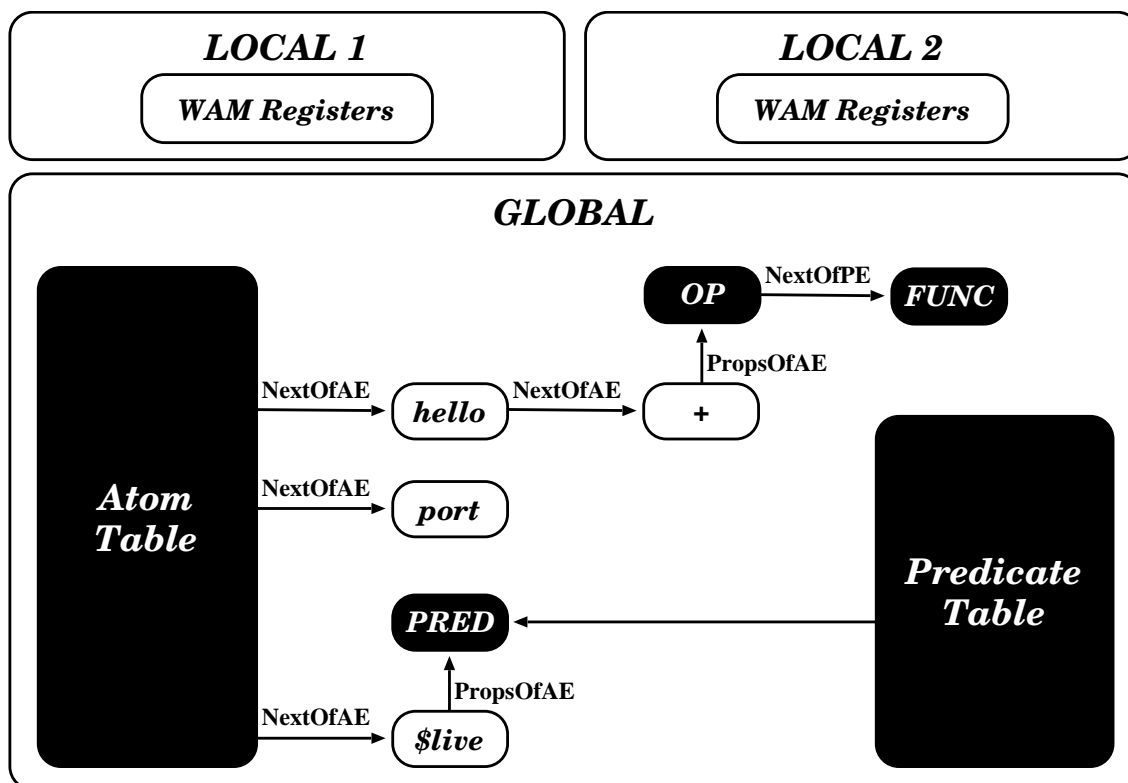 LOCAL 1
WAM Registers
LOCAL 2
WAM Registers
GLOBAL
OP
NextOfPE
FUNC
PropsOfAE
NextOfAE
hello
NextOfAE
+
Atom
Table
NextOfAE
port
Predicate
Table
PRED
PropsOfAE
NextOfAE
$live